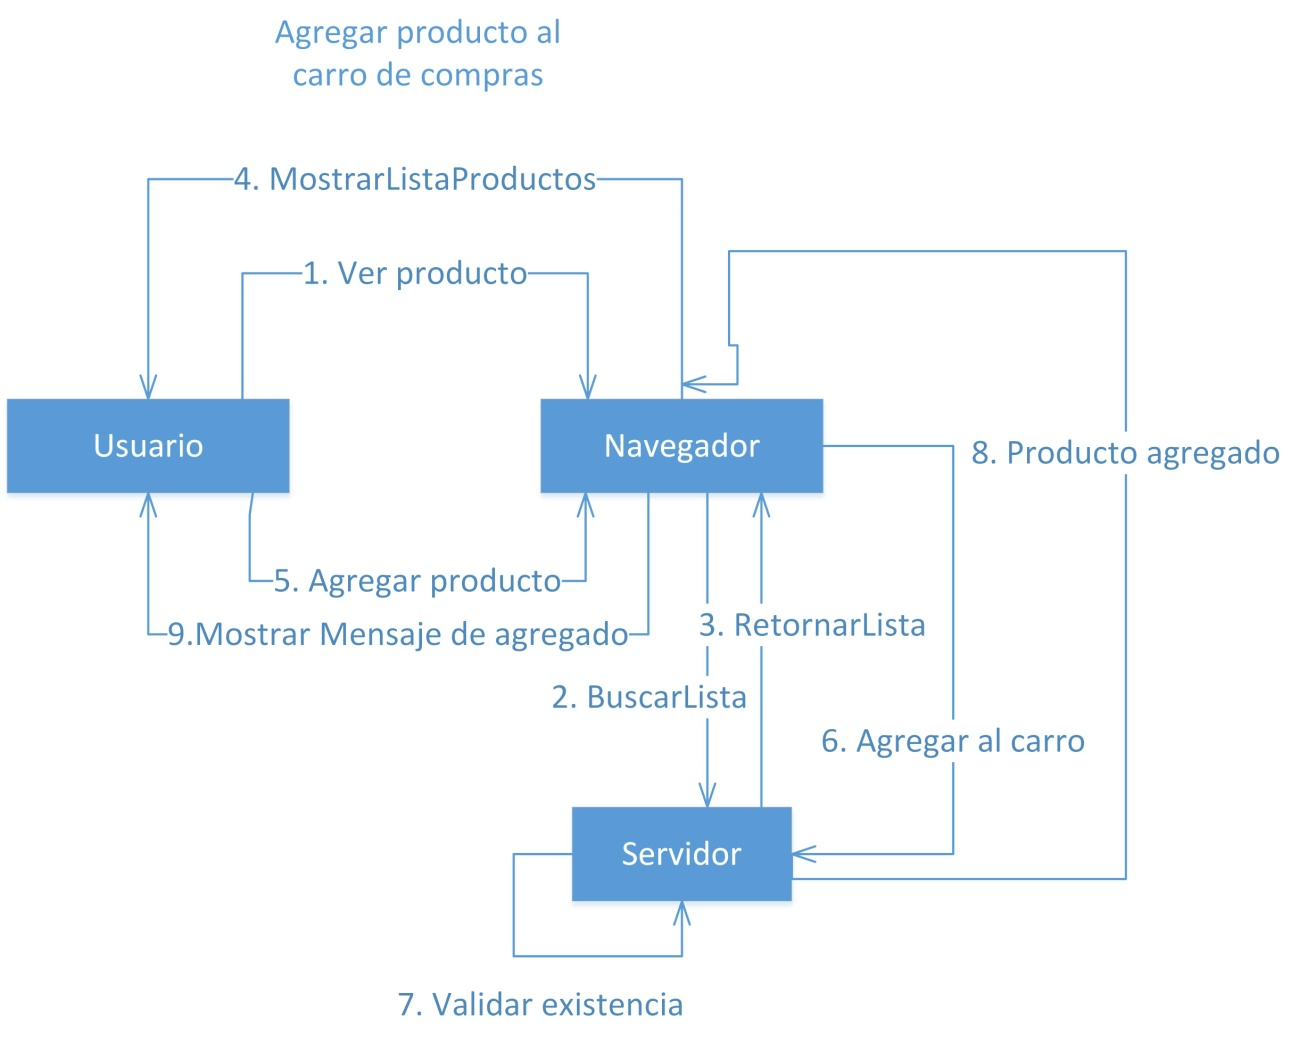 Agregar producto al
carro de compras
4. MostrarListaProductos
1. Ver producto
Usuario
Navegador
8. Producto agregado
5. Agregar producto
9.Mostrar Mensaje de agregado
3. RetornarLista
2. BuscarLista
6. Agregar al carro
Servidor
7. Validar existencia